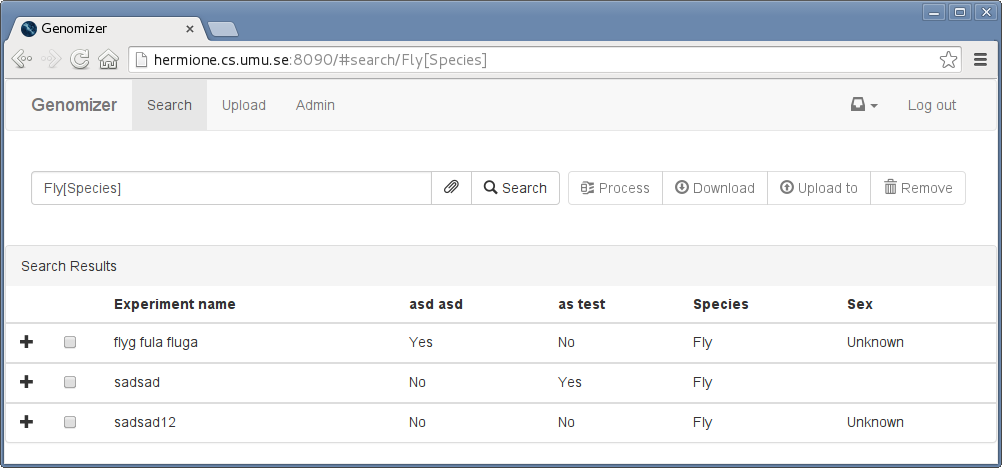 Genomizer
hermione.cs.umu.se:8090/#search/Fly[Species]
Genomizer Search Upload Admin Log out
Fly[Species] Search Process Download Upload to Remove
Search Results
Experiment name asd asd as test Species Sex
flyg fula fluga Yes No Fly Unknown
sadsad No Yes Fly
sadsad12 No No Fly Unknown